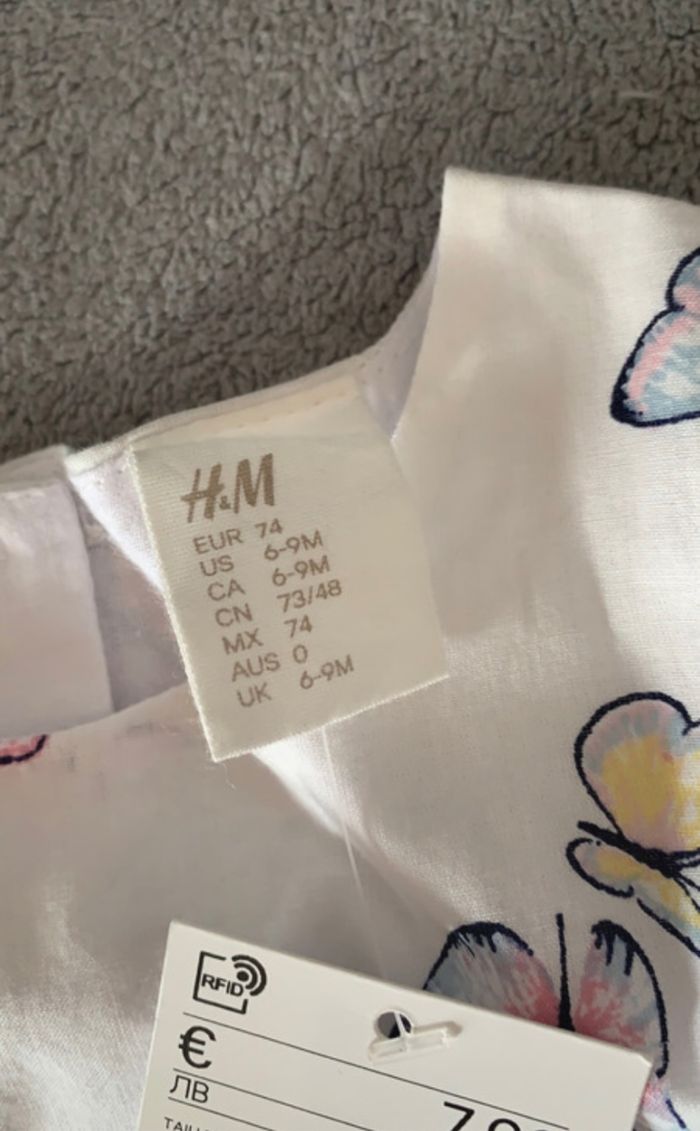 H&M
EUR 74
US 6-9M
CA 6-9M
CN 73/48
MX 74
AUS 0
UK 6-9M
RFID
€
ЛВ